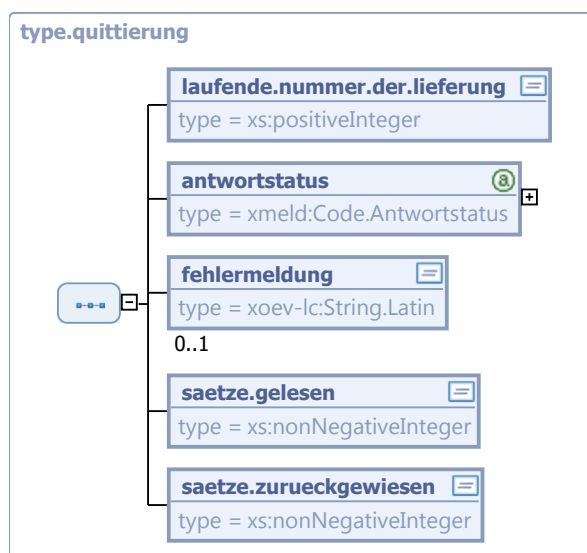 type.quittierung
laufende.nummer.der.lieferung
type = xs:positiveInteger
antwortstatus
type = xmeld:Code.Antwortstatus
fehlermeldung
type = xoev-lc:String.Latin
0..1
saetze.gelesen
type = xs:nonNegativeInteger
saetze.zurueckgewiesen
type = xs:nonNegativeInteger